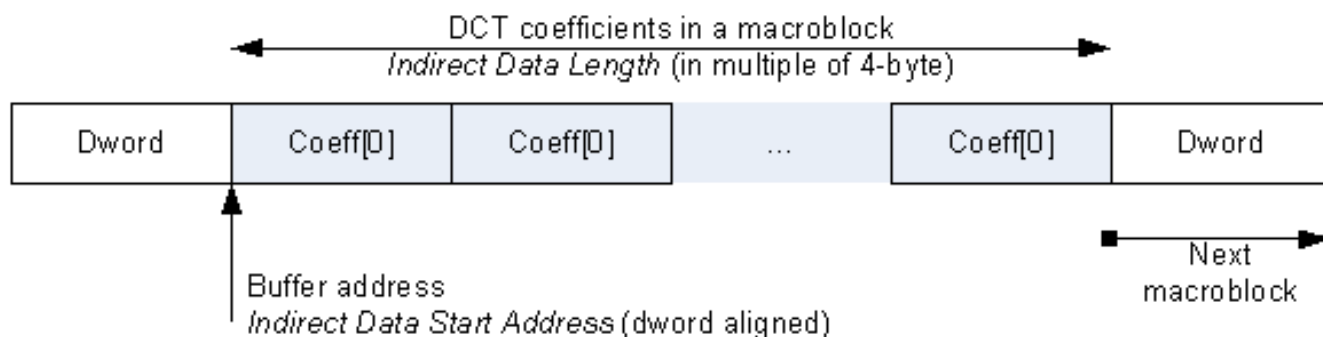 DCT coefficients in a macroblock
Indirect Data Length (in multiple of 4-byte)
Dword Coeff[0] Coeff[0] ... Coeff[0] Dword
Next
macroblock
Buffer address
Indirect Data Start Address (dword aligned)